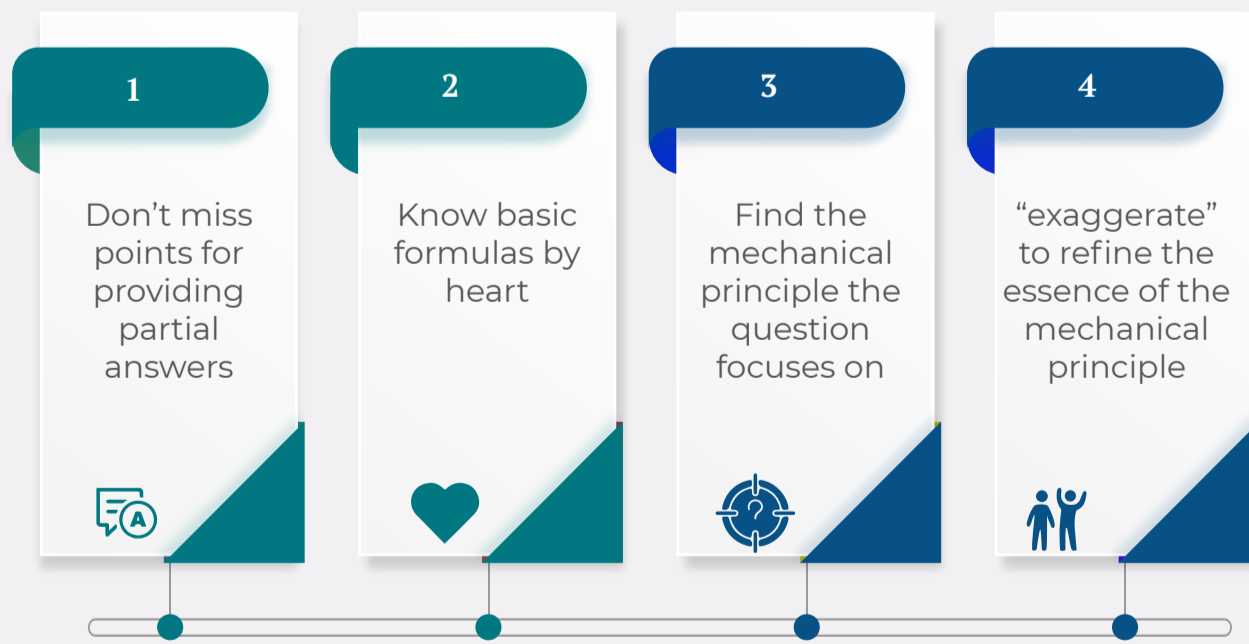 1
Don’t miss
points for
providing
partial
answers
A
2
Know basic
formulas by
heart
3
Find the
mechanical
principle the
question
focuses on
?
4
“exaggerate”
to refine the
essence of the
mechanical
principle